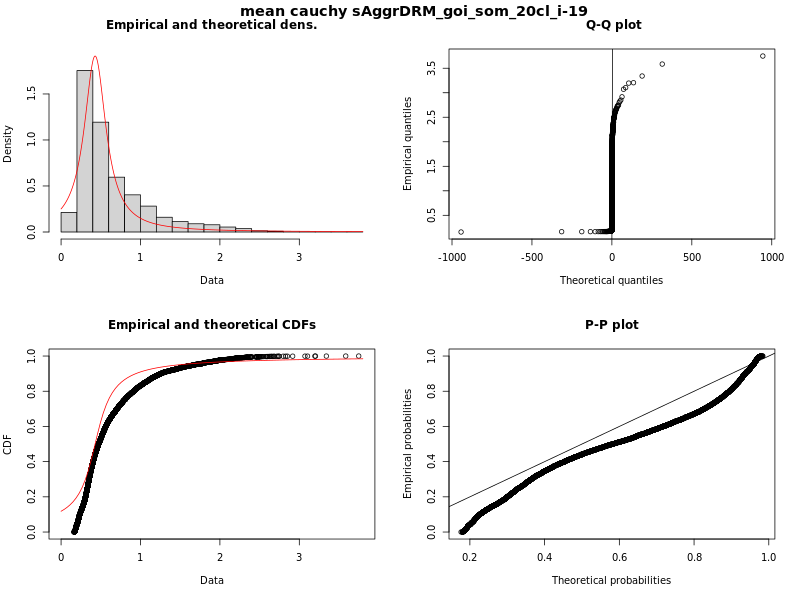 mean cauchy sAggrDRM_goi_som_20cl_i-19
Empirical and theoretical dens.
Density
0.0 0.5 1.0 1.5
0 1 2 3
Data
Q-Q plot
Empirical quantiles
0.5 1.5 2.5 3.5
-1000 -500 0 500 1000
Theoretical quantiles
Empirical and theoretical CDFs
CDF
0.0 0.2 0.4 0.6 0.8 1.0
0 1 2 3
Data
P-P plot
Empirical probabilities
0.0 0.2 0.4 0.6 0.8 1.0
0.2 0.4 0.6 0.8 1.0
Theoretical probabilities